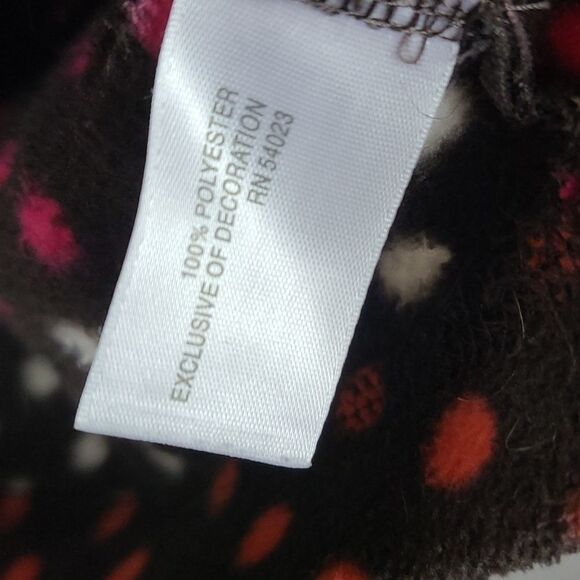 100% POLYESTER
EXCLUSIVE OF DECORATION
RN 54023